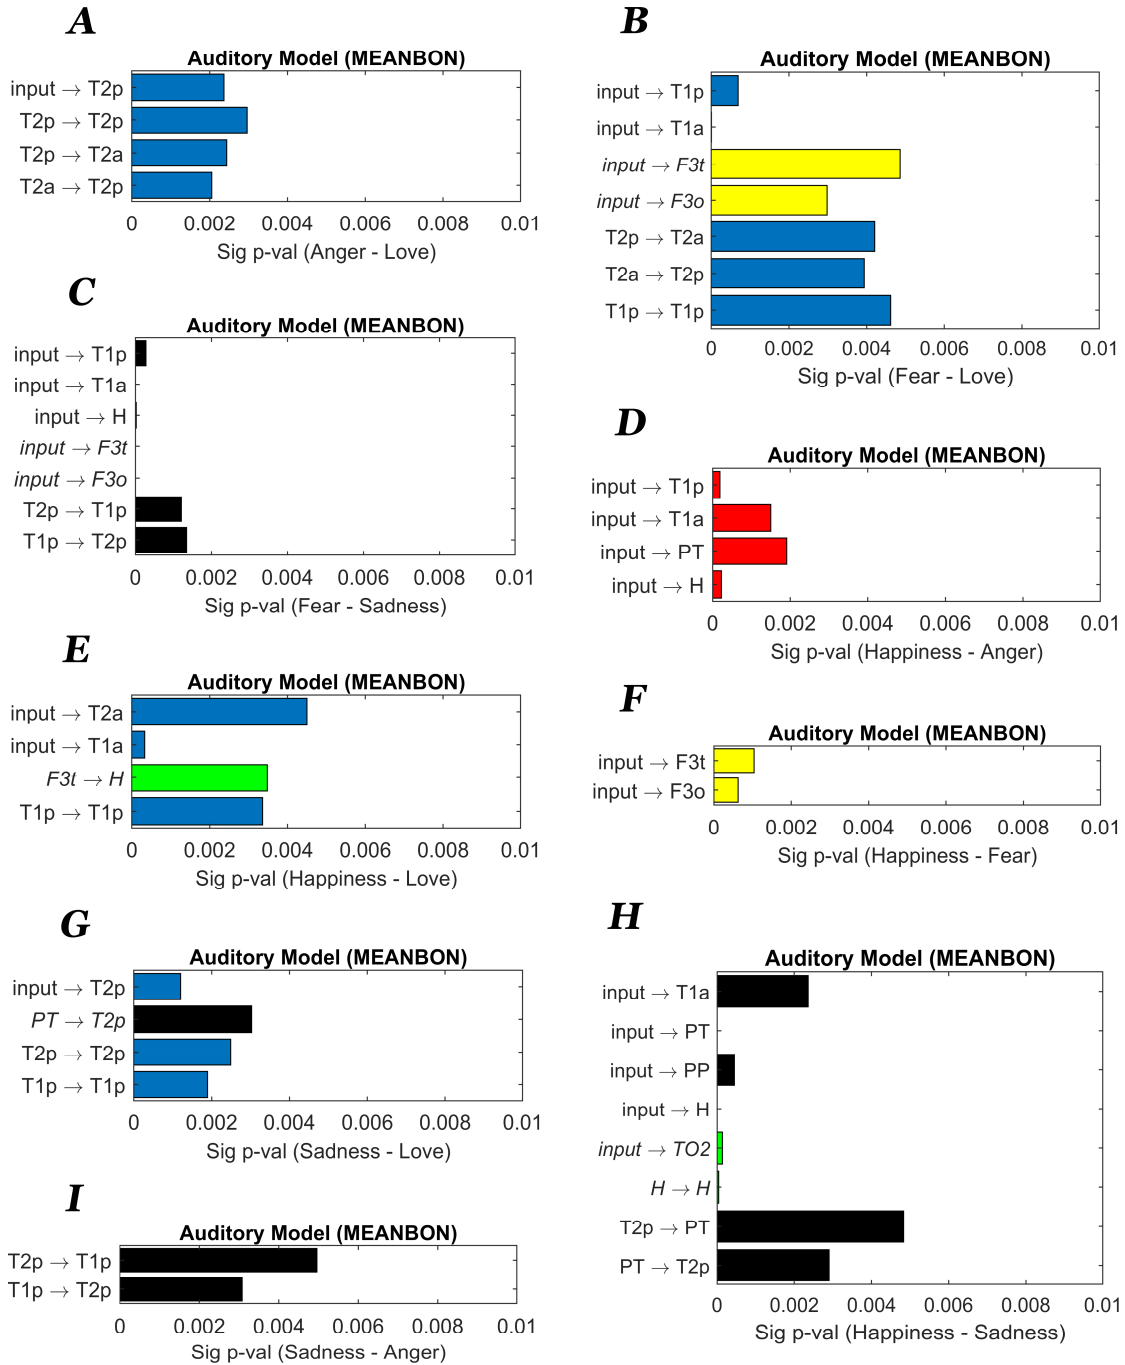 A
Auditory Model (MEANBON)
input → T2p
T2p → T2p
T2p → T2a
T2a → T2p
0 0.002 0.004 0.006 0.008 0.01
Sig p-val (Anger - Love)
B
Auditory Model (MEANBON)
input → T1p
input → T1a
input → F3t
input → F3o
T2p → T2a
T2a → T2p
T1p → T1p
0 0.002 0.004 0.006 0.008 0.01
Sig p-val (Fear - Love)
C
Auditory Model (MEANBON)
input → T1p
input → T1a
input → H
input → F3t
input → F3o
T2p → T1p
T1p → T2p
0 0.002 0.004 0.006 0.008 0.01
Sig p-val (Fear - Sadness)
D
Auditory Model (MEANBON)
input → T1p
input → T1a
input → PT
input → H
0 0.002 0.004 0.006 0.008 0.01
Sig p-val (Happiness - Anger)
E
Auditory Model (MEANBON)
input → T2a
input → T1a
F3t → H
T1p → T1p
0 0.002 0.004 0.006 0.008 0.01
Sig p-val (Happiness - Love)
F
Auditory Model (MEANBON)
input → F3t
input → F3o
0 0.002 0.004 0.006 0.008 0.01
Sig p-val (Happiness - Fear)
G
Auditory Model (MEANBON)
input → T2p
PT → T2p
T2p → T2p
T1p → T1p
0 0.002 0.004 0.006 0.008 0.01
Sig p-val (Sadness - Love)
H
Auditory Model (MEANBON)
input → T1a
input → PT
input → PP
input → H
input → TO2
H → H
T2p → PT
PT → T2p
0 0.002 0.004 0.006 0.008 0.01
Sig p-val (Happiness - Sadness)
I
Auditory Model (MEANBON)
T2p → T1p
T1p → T2p
0 0.002 0.004 0.006 0.008 0.01
Sig p-val (Sadness - Anger)